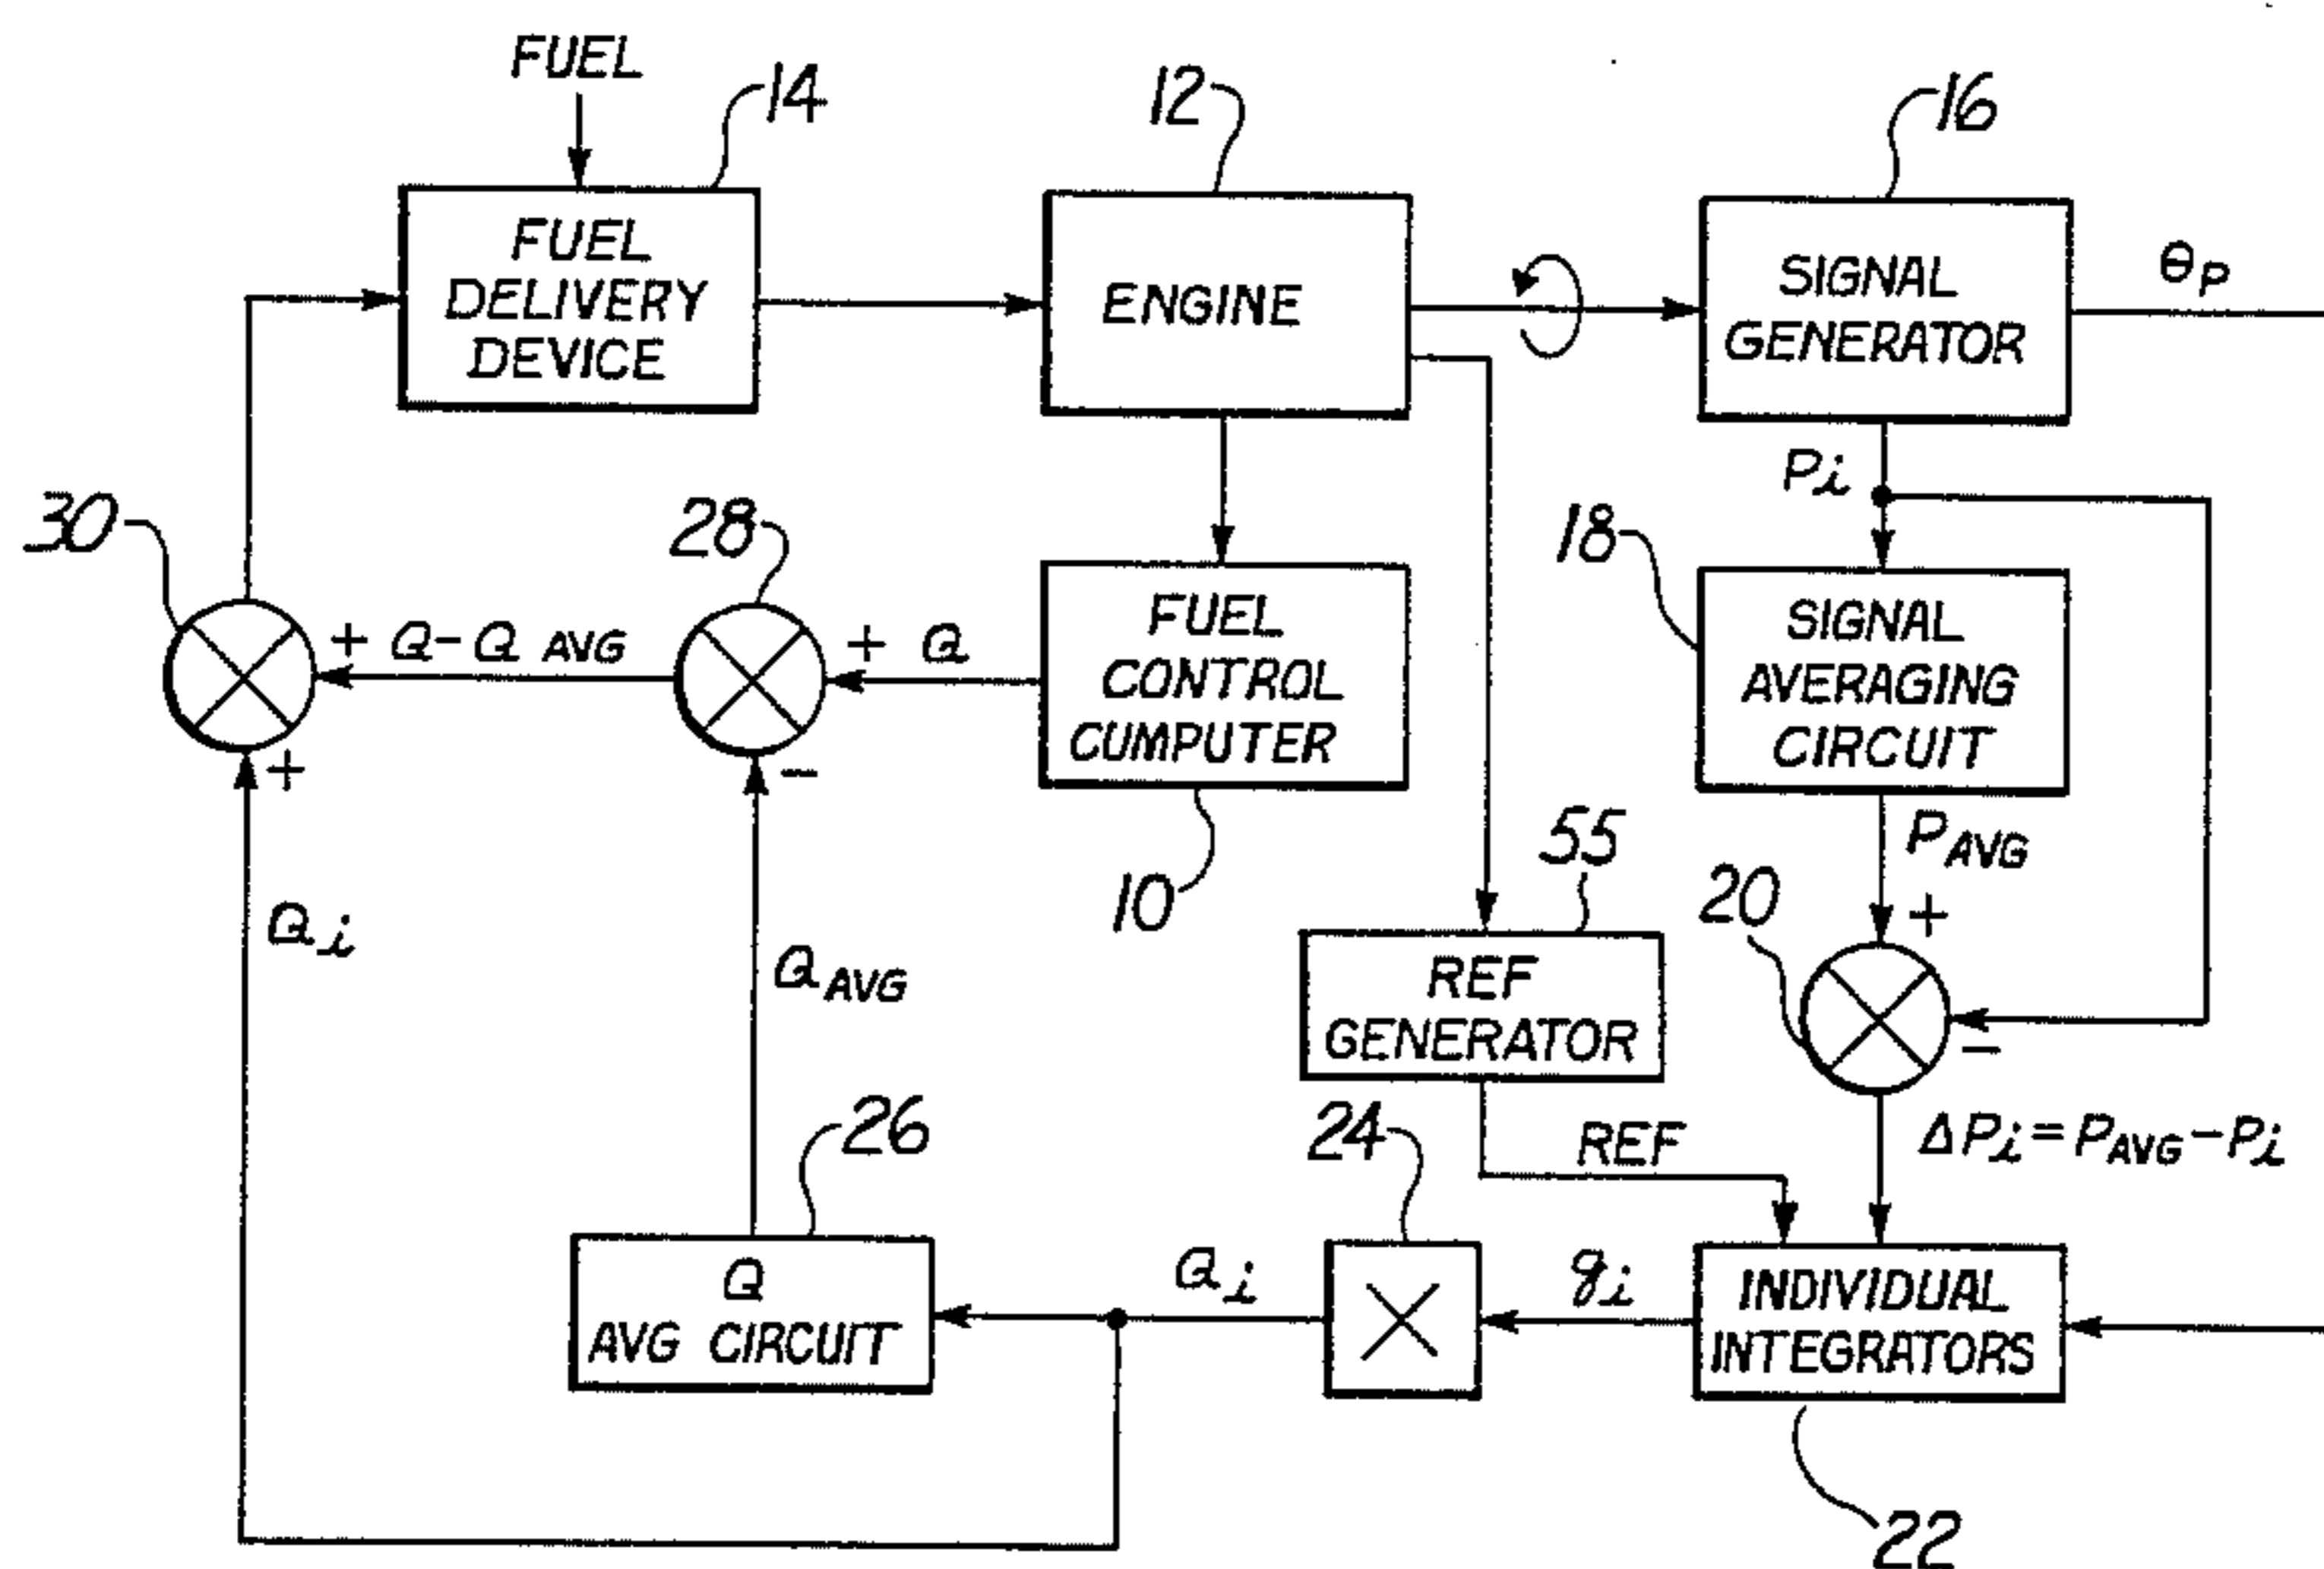 FUEL
14
12
16
FUEL
DELIVERY
DEVICE
ENGINE
SIGNAL
GENERATOR
θP
Pi
30
28
18
+ Q-Q AVG
+ Q
FUEL
CONTROL
CUMPUTER
SIGNAL
AVERAGING
CIRCUIT
+
-
10
55
PAVG
20
+
-
Qi
QAVG
REF
GENERATOR
26
24
REF
ΔPi=PAVG-Pi
Q
AVG CIRCUIT
Qi
qi
INDIVIDUAL
INTEGRATORS
22